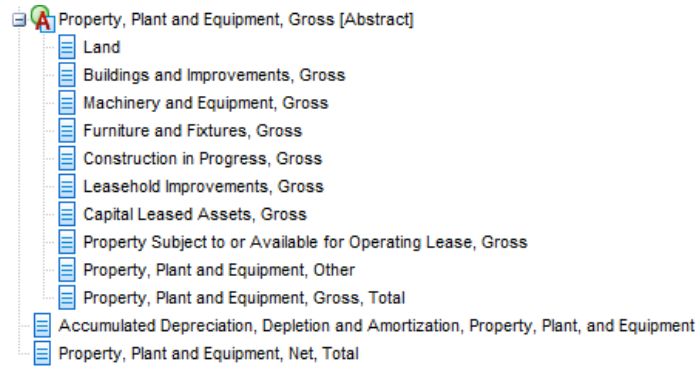 Property, Plant and Equipment, Gross [Abstract]
Land
Buildings and Improvements, Gross
Machinery and Equipment, Gross
Furniture and Fixtures, Gross
Construction in Progress, Gross
Leasehold Improvements, Gross
Capital Leased Assets, Gross
Property Subject to or Available for Operating Lease, Gross
Property, Plant and Equipment, Other
Property, Plant and Equipment, Gross, Total
Accumulated Depreciation, Depletion and Amortization, Property, Plant, and Equipment
Property, Plant and Equipment, Net, Total